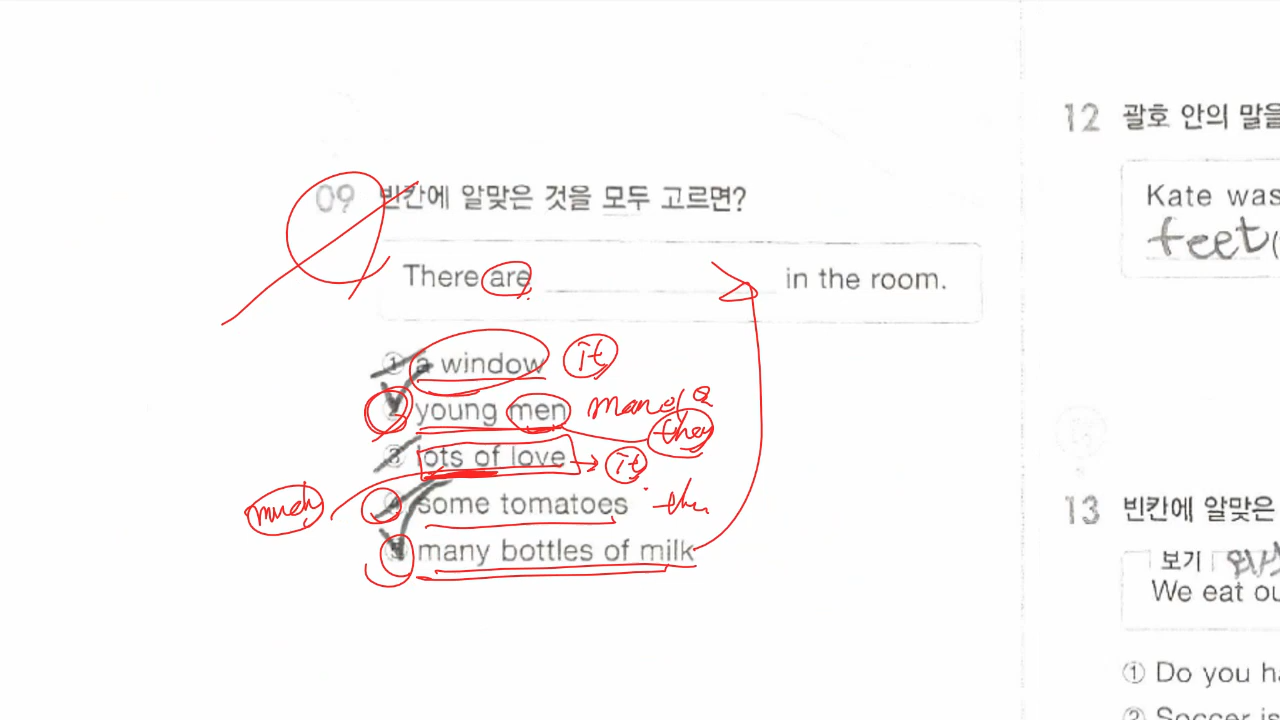 09 빈칸에 알맞은 것을 모두 고르면?
There are ____ in the room.
① a window it
② young men
they
③ lots of love → it
much
④ some tomatoes
⑤ many bottles of milk
12 괄호 안의 말을
Kate was
feet(
13 빈칸에 알맞은
보기
We eat ou
① Do you ha
② Soccer is